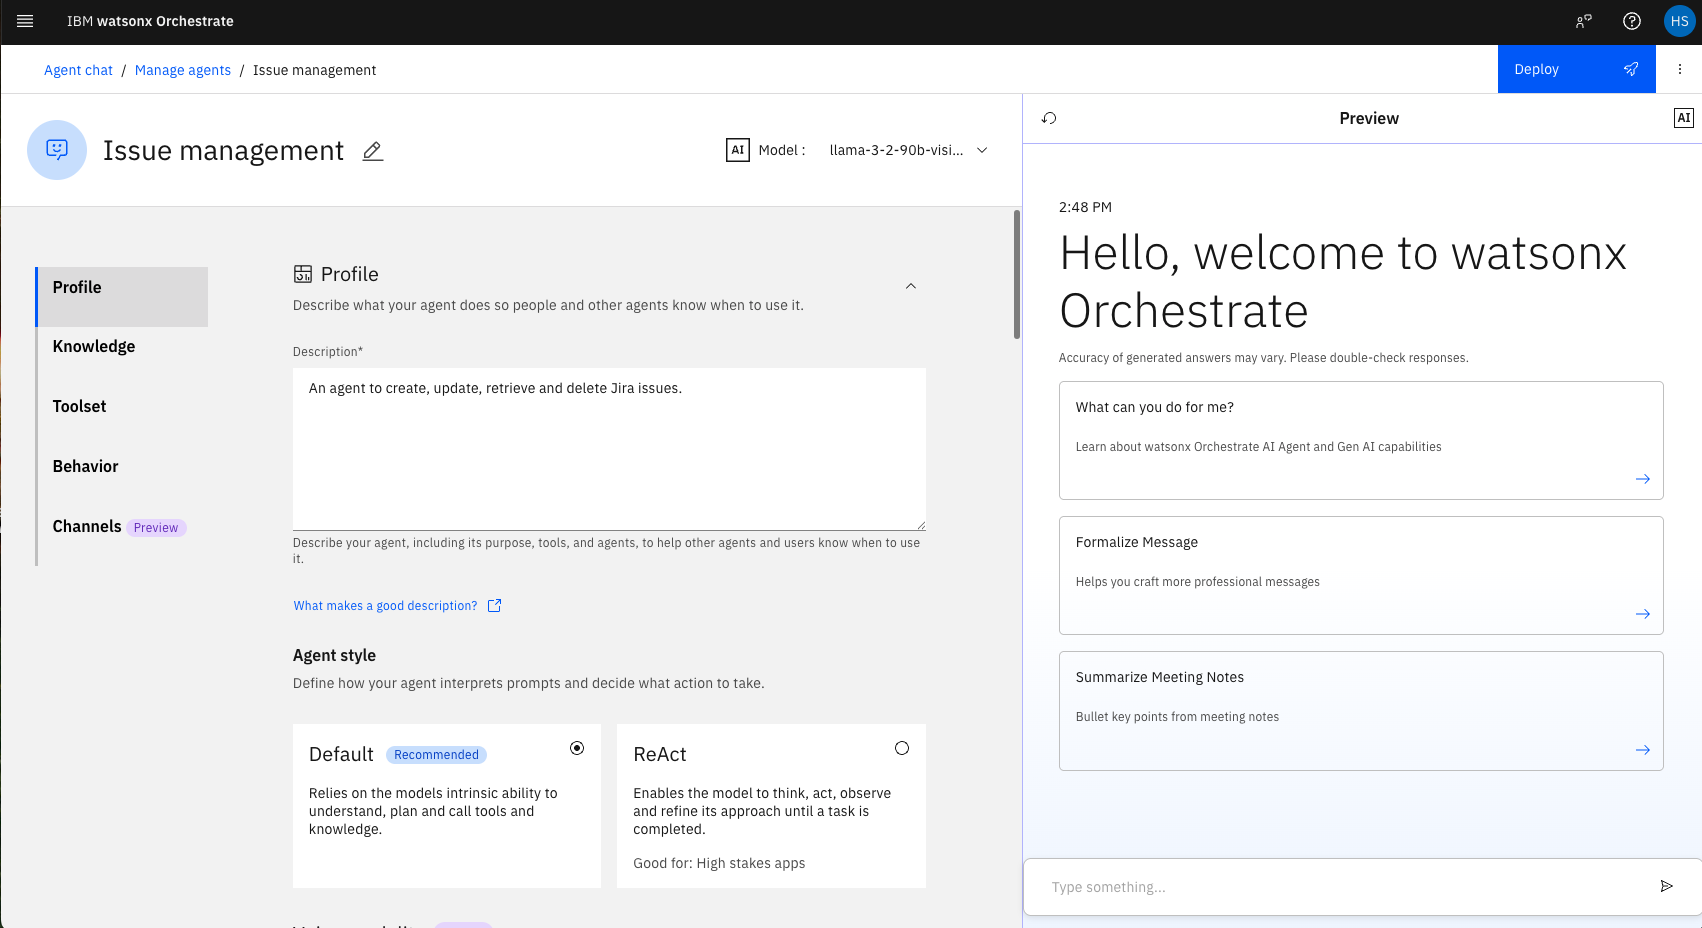 IBM watsonx Orchestrate
HS
Agent chat / Manage agents / Issue management
Deploy
Issue management
AI Model : llama-3-2-90b-visi...
Preview
AI
Profile
Knowledge
Toolset
Behavior
Channels Preview
Profile
Describe what your agent does so people and other agents know when to use it.
Description*
An agent to create, update, retrieve and delete Jira issues.
Describe your agent, including its purpose, tools, and agents, to help other agents and users know when to use
it.
What makes a good description?
Agent style
Define how your agent interprets prompts and decide what action to take.
Default Recommended
Relies on the models intrinsic ability to
understand, plan and call tools and
knowledge.
ReAct
Enables the model to think, act, observe
and refine its approach until a task is
completed.
Good for: High stakes apps
2:48 PM
Hello, welcome to watsonx
Orchestrate
Accuracy of generated answers may vary. Please double-check responses.
What can you do for me?
Learn about watsonx Orchestrate AI Agent and Gen AI capabilities
Formalize Message
Helps you craft more professional messages
Summarize Meeting Notes
Bullet key points from meeting notes
Type something...